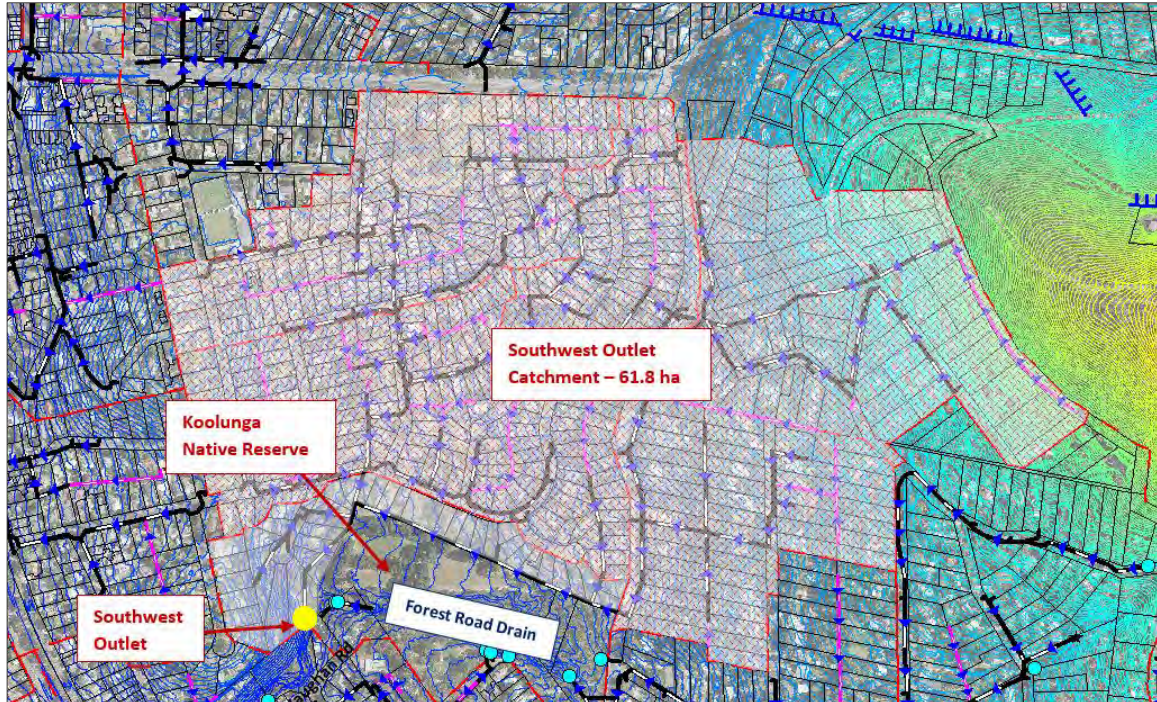 Southwest Outlet
Catchment – 61.8 ha
Koolunga
Native Reserve
Forest Road Drain
Southwest
Outlet